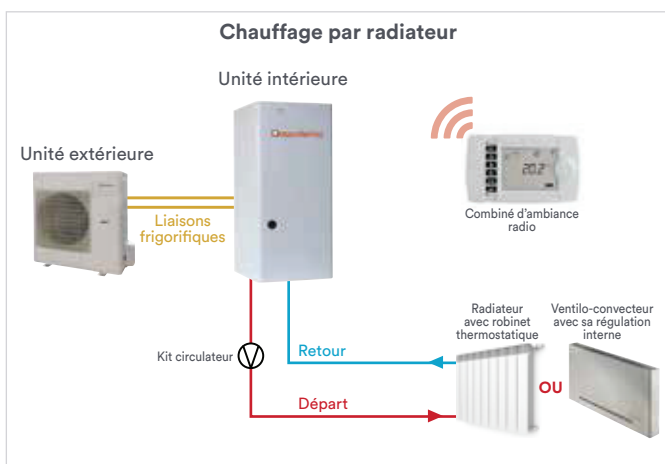 Chauffage par radiateur
Unité intérieure
Unité extérieure
Liaisons
frigorifiques
20.2
Combiné d’ambiance
radio
Radiateur
avec robinet
thermostatique
Ventilo-convecteur
avec sa régulation
interne
Kit circulateur
Retour
OU
Départ